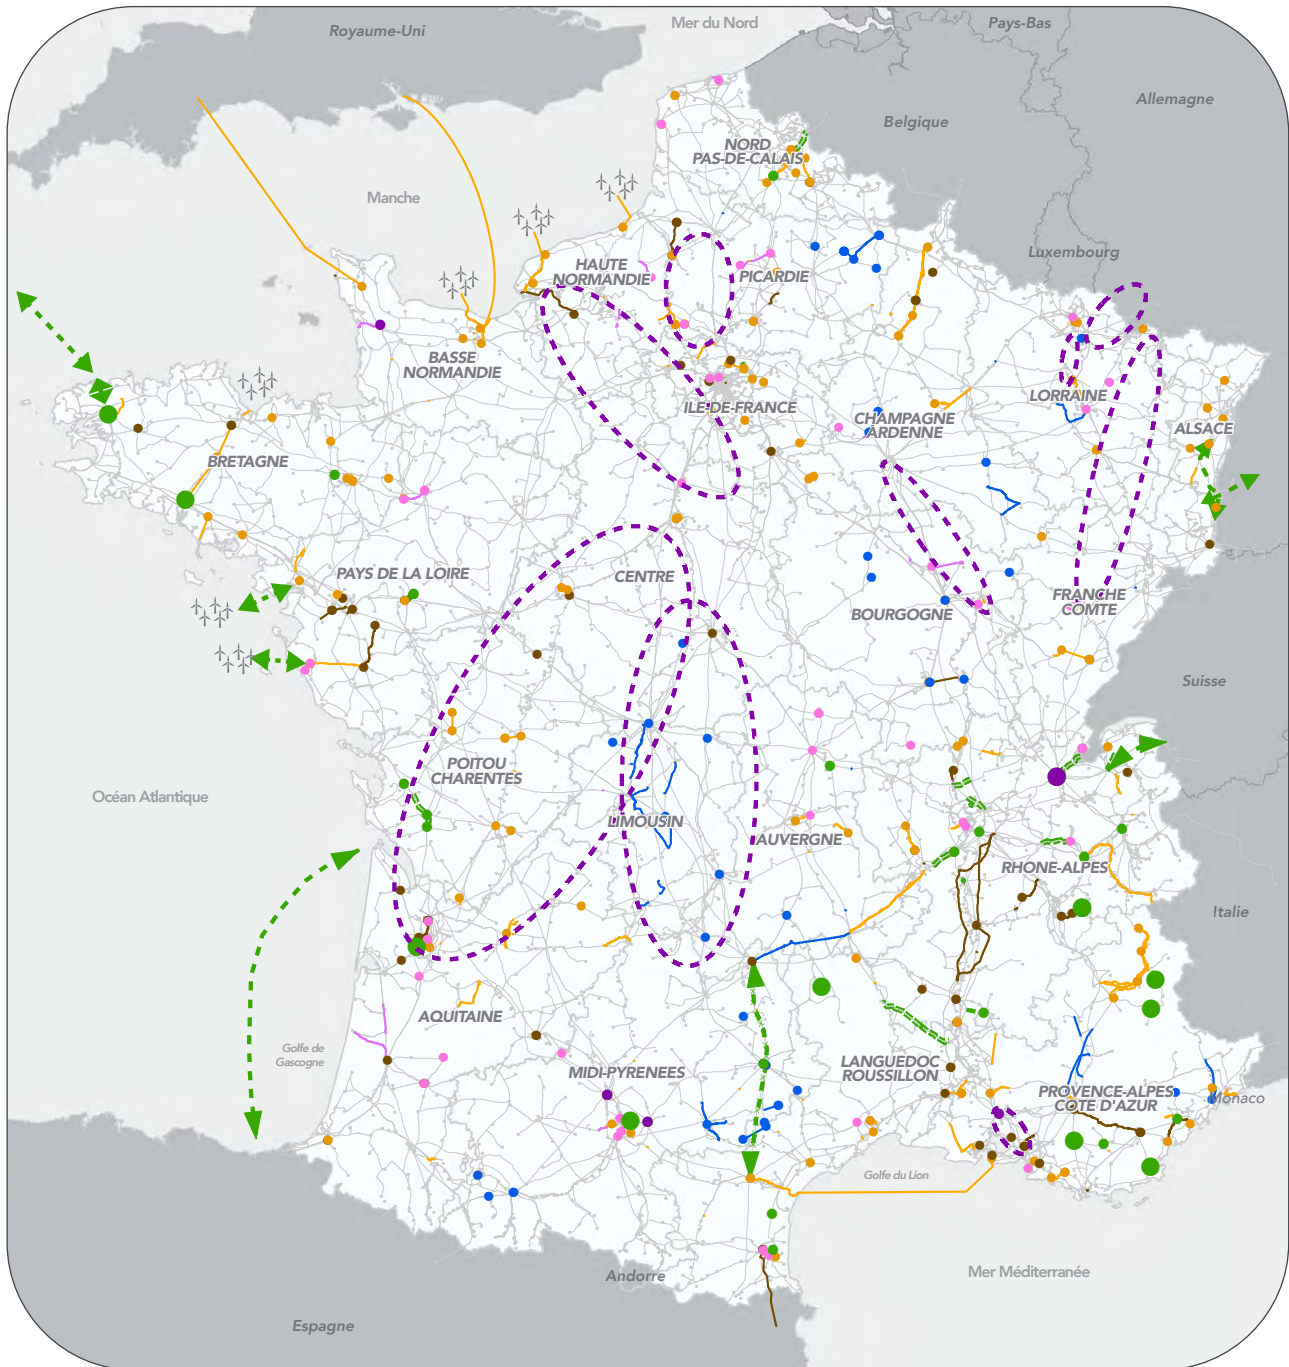 Mer du Nord
Pays-Bas
Royaume-Uni
Allemagne
Belgique
NORD
PAS-DE-CALAIS
Manche
Luxembourg
HAUTE
NORMANDIE
PICARDIE
BASSE
NORMANDIE
LORRAINE
ILE-DE-FRANCE
CHAMPAGNE
ARDENNE
ALSACE
BRETAGNE
PAYS DE LA LOIRE
CENTRE
FRANCHE
COMTE
BOURGOGNE
Suisse
POITOU
CHARENTES
Océan Atlantique
LIMOUSIN
AUVERGNE
RHONE-ALPES
Italie
AQUITAINE
Golfe de
Gascogne
MIDI-PYRENEES
LANGUEDOC
ROUSSILLON
PROVENCE-ALPES
COTE D'AZUR
Monaco
Golfe du Lion
Andorre
Mer Méditerranée
Espagne